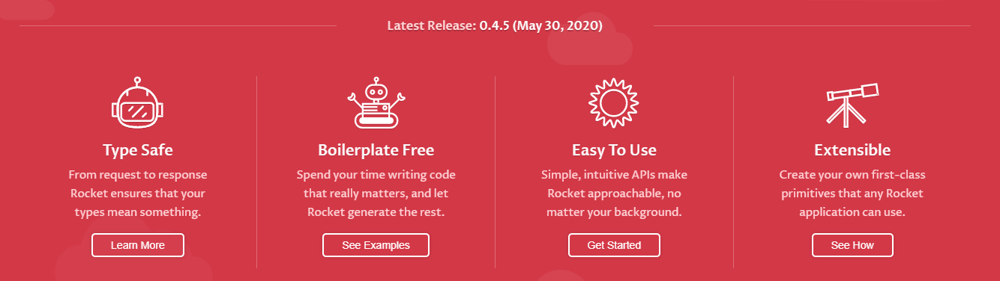 Latest Release: 0.4.5 (May 30, 2020)
Type Safe
From request to response
Rocket ensures that your
types mean something.
Learn More
Boilerplate Free
Spend your time writing code
that really matters, and let
Rocket generate the rest.
See Examples
Easy To Use
Simple, intuitive APIs make
Rocket approachable, no
matter your background.
Get Started
Extensible
Create your own first-class
primitives that any Rocket
application can use.
See How